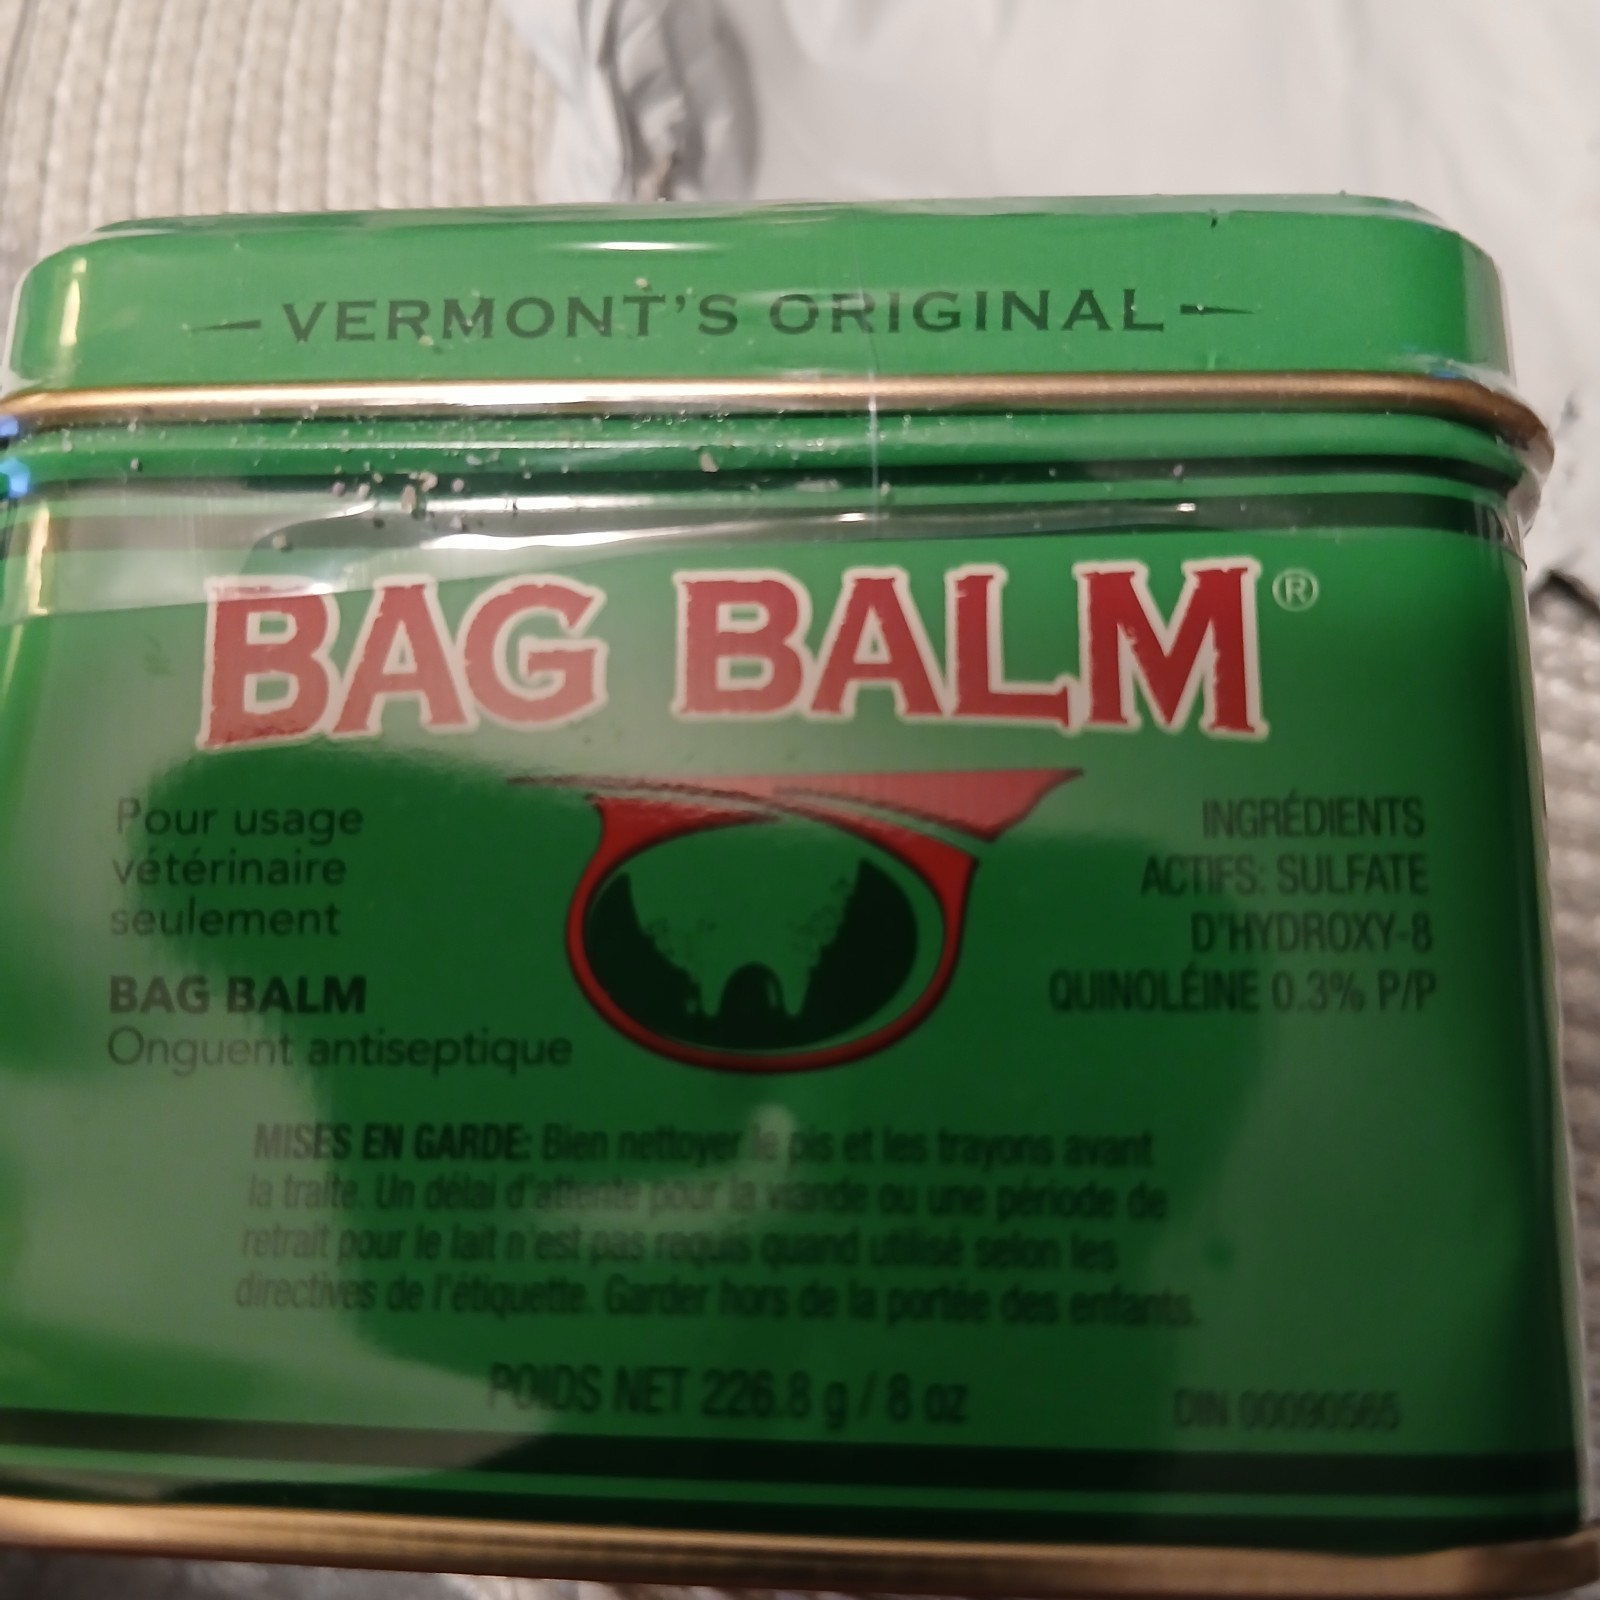 VERMONT'S ORIGINAL
BAG BALM®
Pour usage
vétérinaire
seulement
BAG BALM
Onguent antiseptique
INGRÉDIENTS
ACTIFS: SULFATE
D'HYDROXY-8
QUINOLÉINE 0.3% P/P
MISES EN GARDE: Bien nettoyer le pis et les trayons avant
la traite. Un délai d'attente pour la viande ou une période de
retrait pour le lait n'est pas requis quand utilisé selon les
directives de l'étiquette. Garder hors de la portée des enfants.
POIDS NET 226.8 g / 8 oz
DIN 00090565